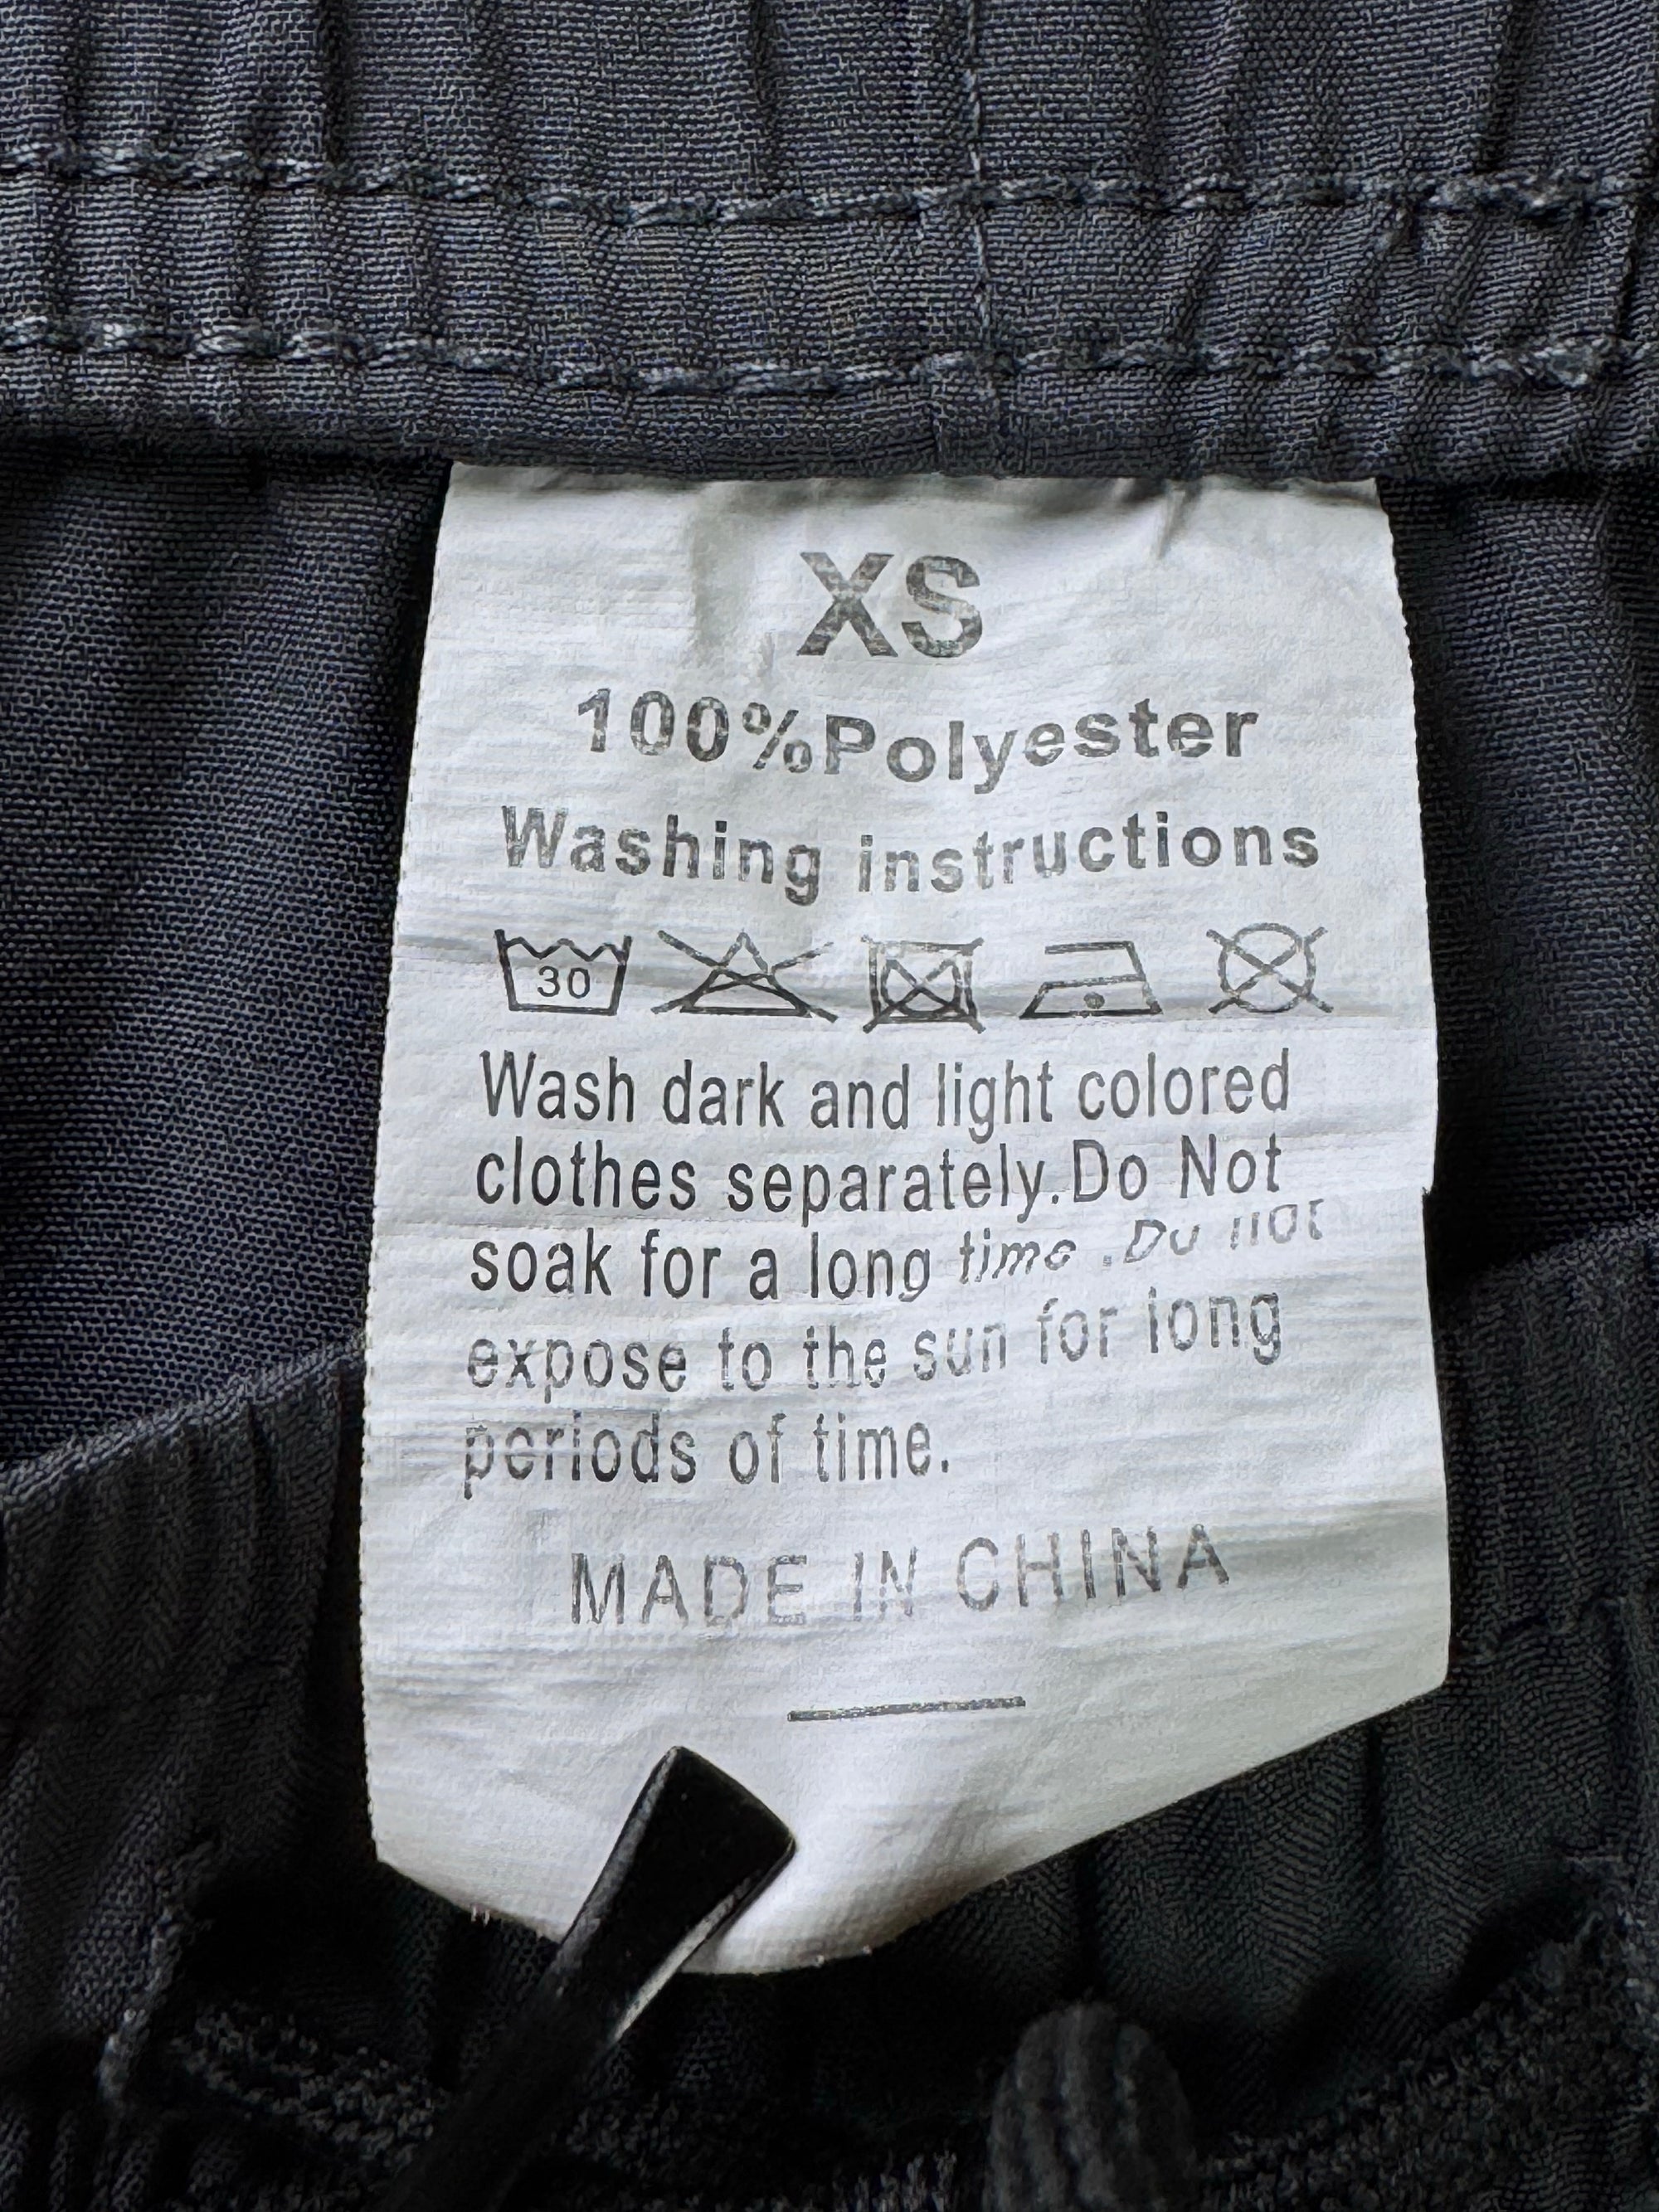 XS
100%Polyester
Washing instructions
30
Wash dark and light colored
clothes separately.Do Not
soak for a long time .Do not
expose to the sun for long
periods of time.
MADE IN CHINA